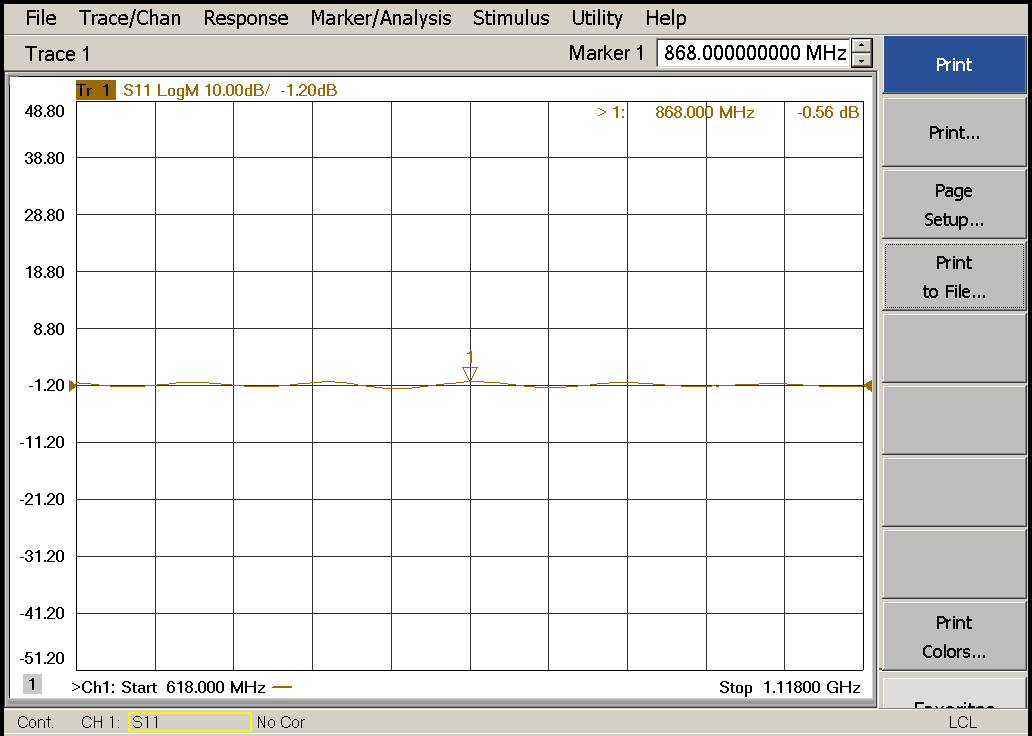 File Trace/Chan Response Marker/Analysis Stimulus Utility Help
Trace 1 Marker 1 868.000000000 MHz
Tr 1 S11 LogM 10.00dB/ -1.20dB
> 1: 868.000 MHz -0.56 dB
48.80
38.80
28.80
18.80
8.80
-1.20
-11.20
-21.20
-31.20
-41.20
-51.20
1
1 >Ch1: Start 618.000 MHz Stop 1.11800 GHz
Cont. CH 1: S11 No Cor LCL
Print
Print...
Page
Setup...
Print
to File...
Print
Colors...
Favorites